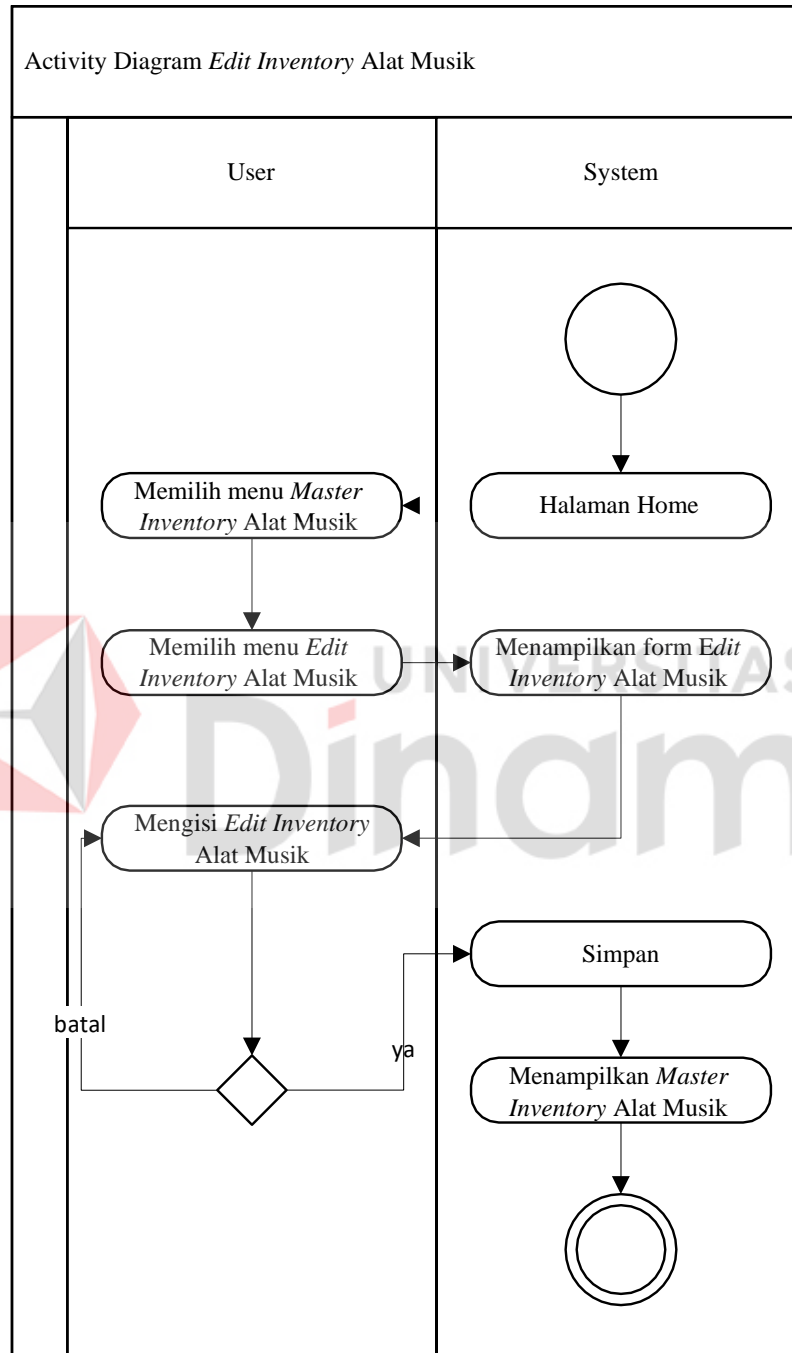 Activity Diagram Edit Inventory Alat Musik
User
System
Halaman Home
Memilih menu Master
Inventory Alat Musik
Memilih menu Edit
Inventory Alat Musik
Menampilkan form Edit
Inventory Alat Musik
UNIVERSITAS
Dinam
Mengisi Edit Inventory
Alat Musik
Simpan
batal
ya
Menampilkan Master
Inventory Alat Musik